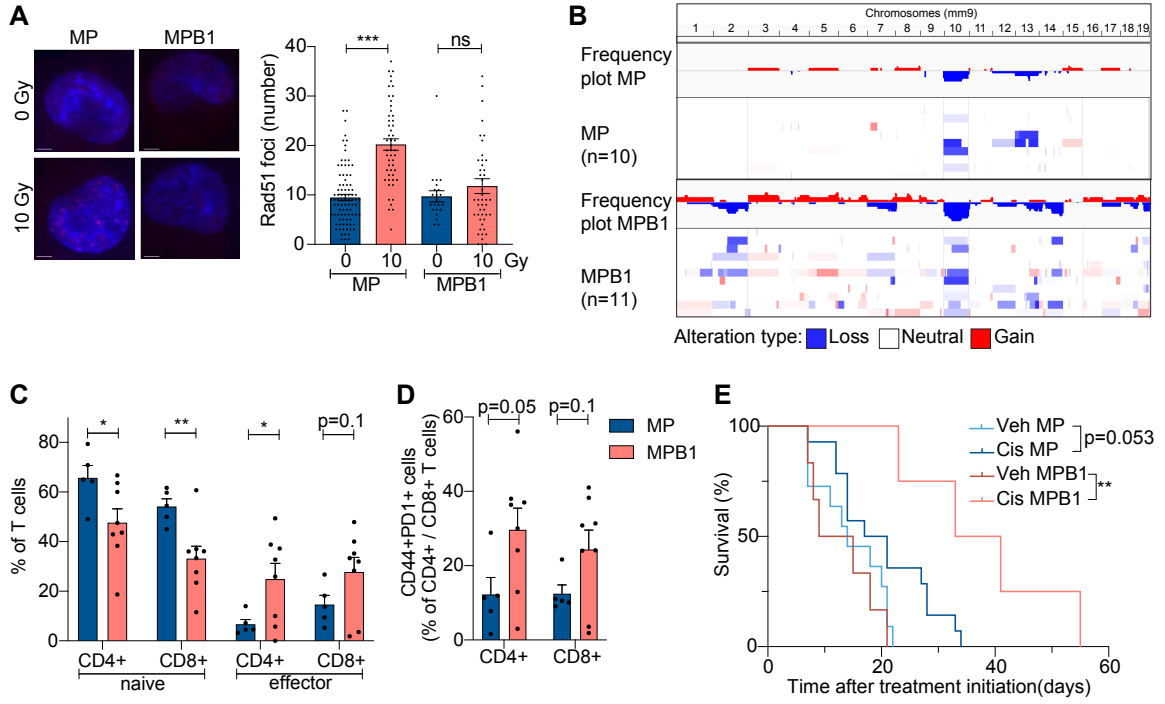 A
MP MPB1
0 Gy
10 Gy
Rad51 foci (number)
40
30
20
10
0
*** ns
0 10 0 10 Gy
MP MPB1
B
Chromosomes (mm9)
1 2 3 4 5 6 7 8 9 10 11 12 13 14 15 16 17 18 19
Frequency
plot MP
MP
(n=10)
Frequency
plot MPB1
MPB1
(n=11)
Alteration type: Loss Neutral Gain
C
% of T cells
80
60
40
20
0
* ** * p=0.1
CD4+ CD8+ CD4+ CD8+
naive effector
D
CD44+PD1+ cells
(% of CD4+ / CD8+ T cells)
60
40
20
0
p=0.05 p=0.1
CD4+ CD8+
MP
MPB1
E
Survival (%)
100
50
0
0 20 40 60
Time after treatment initiation(days)
Veh MP
Cis MP
p=0.053
Veh MPB1
Cis MPB1
**